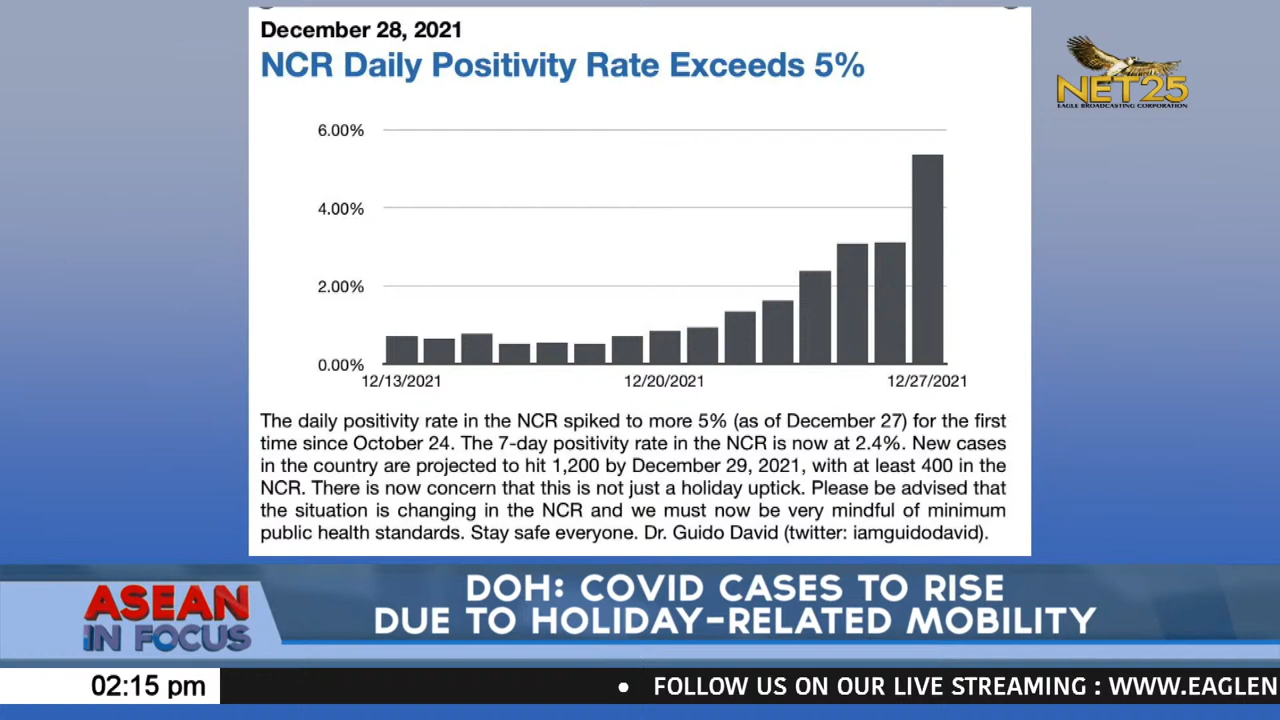 December 28, 2021
NCR Daily Positivity Rate Exceeds 5%
NET25
EAGLE BROADCASTING CORPORATION
6.00%
4.00%
2.00%
0.00%
12/13/2021
12/20/2021
12/27/2021
The daily positivity rate in the NCR spiked to more 5% (as of December 27) for the first
time since October 24. The 7-day positivity rate in the NCR is now at 2.4%. New cases
in the country are projected to hit 1,200 by December 29, 2021, with at least 400 in the
NCR. There is now concern that this is not just a holiday uptick. Please be advised that
the situation is changing in the NCR and we must now be very mindful of minimum
public health standards. Stay safe everyone. Dr. Guido David (twitter: iamguidodavid).
ASEAN
IN FOCUS
DOH: COVID CASES TO RISE
DUE TO HOLIDAY-RELATED MOBILITY
02:15 pm
• FOLLOW US ON OUR LIVE STREAMING : WWW.EAGLEN